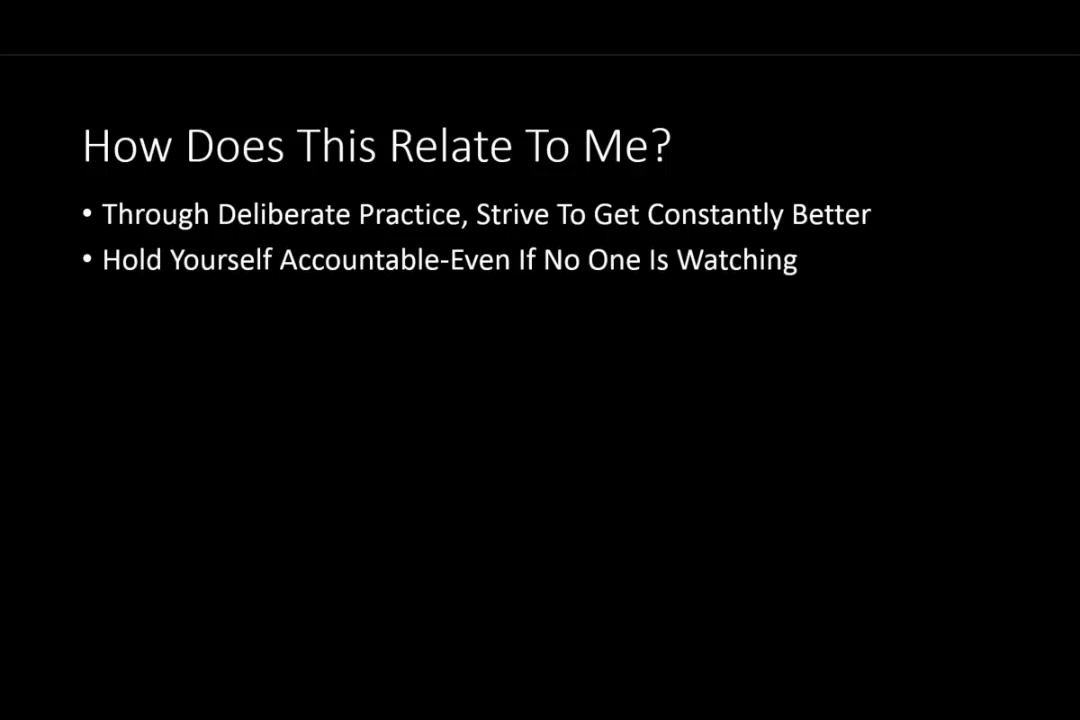 How Does This Relate To Me?
• Through Deliberate Practice, Strive To Get Constantly Better
• Hold Yourself Accountable-Even If No One Is Watching